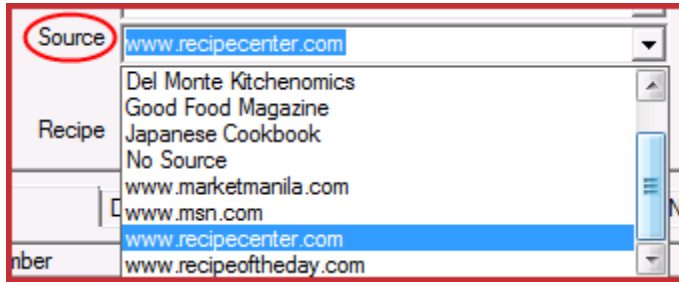 Source www.recipecenter.com
Del Monte Kitchenomics
Good Food Magazine
Recipe Japanese Cookbook
No Source
www.marketmanila.com
www.msn.com
www.recipecenter.com
www.recipeoftheday.com